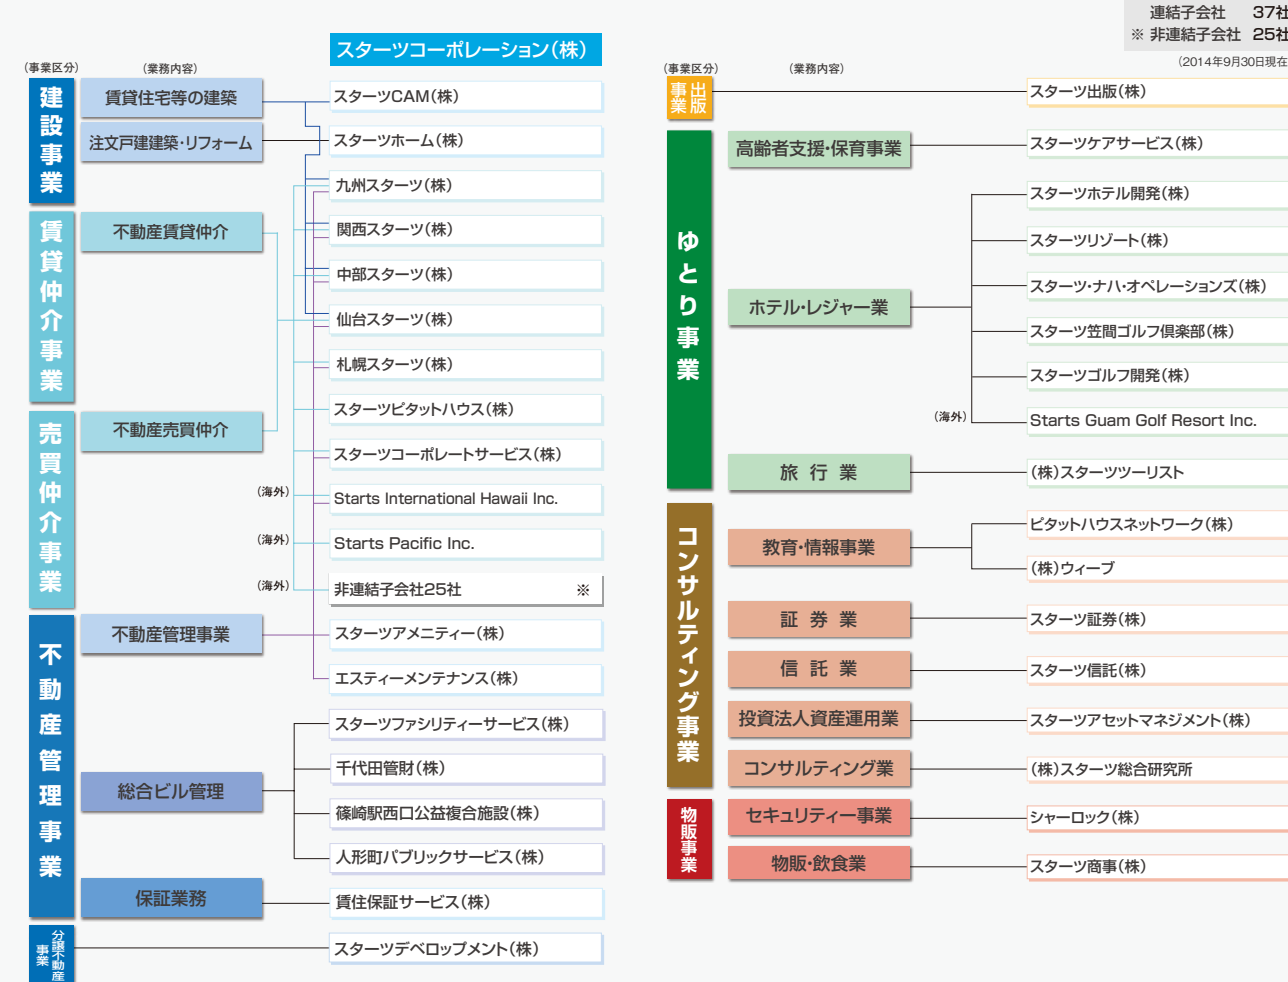 スターツコーポレーション(株)
(事業区分)
(業務内容)
建設事業
賃貸住宅等の建築
注文戸建建築・リフォーム
賃貸仲介事業
不動産賃貸仲介
売買仲介事業
不動産売買仲介
不動産管理事業
不動産管理事業
総合ビル管理
保証業務
分譲不動産
事業
スターツCAM(株)
スターツホーム(株)
九州スターツ(株)
関西スターツ(株)
中部スターツ(株)
仙台スターツ(株)
札幌スターツ(株)
スターツピタットハウス(株)
スターツコーポレートサービス(株)
(海外)
Starts International Hawaii Inc.
(海外)
Starts Pacific Inc.
(海外)
非連結子会社25社 ※
スターツアメニティー(株)
エスティーメンテナンス(株)
スターツファシリティーサービス(株)
千代田管財(株)
篠崎駅西口公益複合施設(株)
人形町パブリックサービス(株)
賃住保証サービス(株)
スターツデベロップメント(株)
連結子会社 37社
※ 非連結子会社 25社
(2014年9月30日現在
(事業区分)
(業務内容)
出版
事業
スターツ出版(株)
ゆとり事業
高齢者支援・保育事業
スターツケアサービス(株)
ホテル・レジャー業
スターツホテル開発(株)
スターツリゾート(株)
スターツ・ナハ・オペレーションズ(株)
スターツ笠間ゴルフ倶楽部(株)
スターツゴルフ開発(株)
(海外)
Starts Guam Golf Resort Inc.
旅行業
(株)スターツツーリスト
コンサルティング事業
教育・情報事業
ピタットハウスネットワーク(株)
(株)ウィーブ
証券業
スターツ証券(株)
信託業
スターツ信託(株)
投資法人資産運用業
スターツアセットマネジメント(株)
コンサルティング業
(株)スターツ総合研究所
物販事業
セキュリティー事業
シャーロック(株)
物販・飲食業
スターツ商事(株)